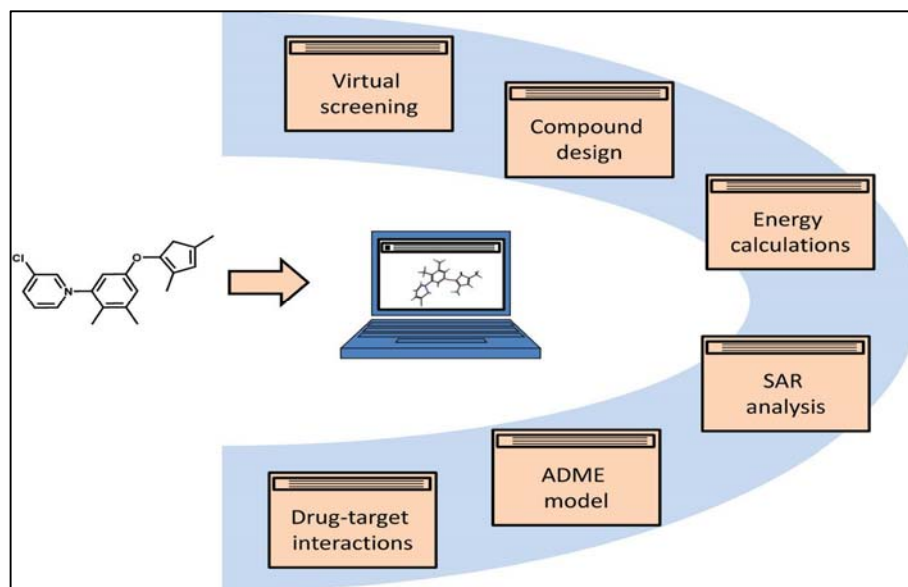 Virtual
screening
Compound
design
Energy
calculations
SAR
analysis
ADME
model
Drug-target
interactions
Cl
N
O